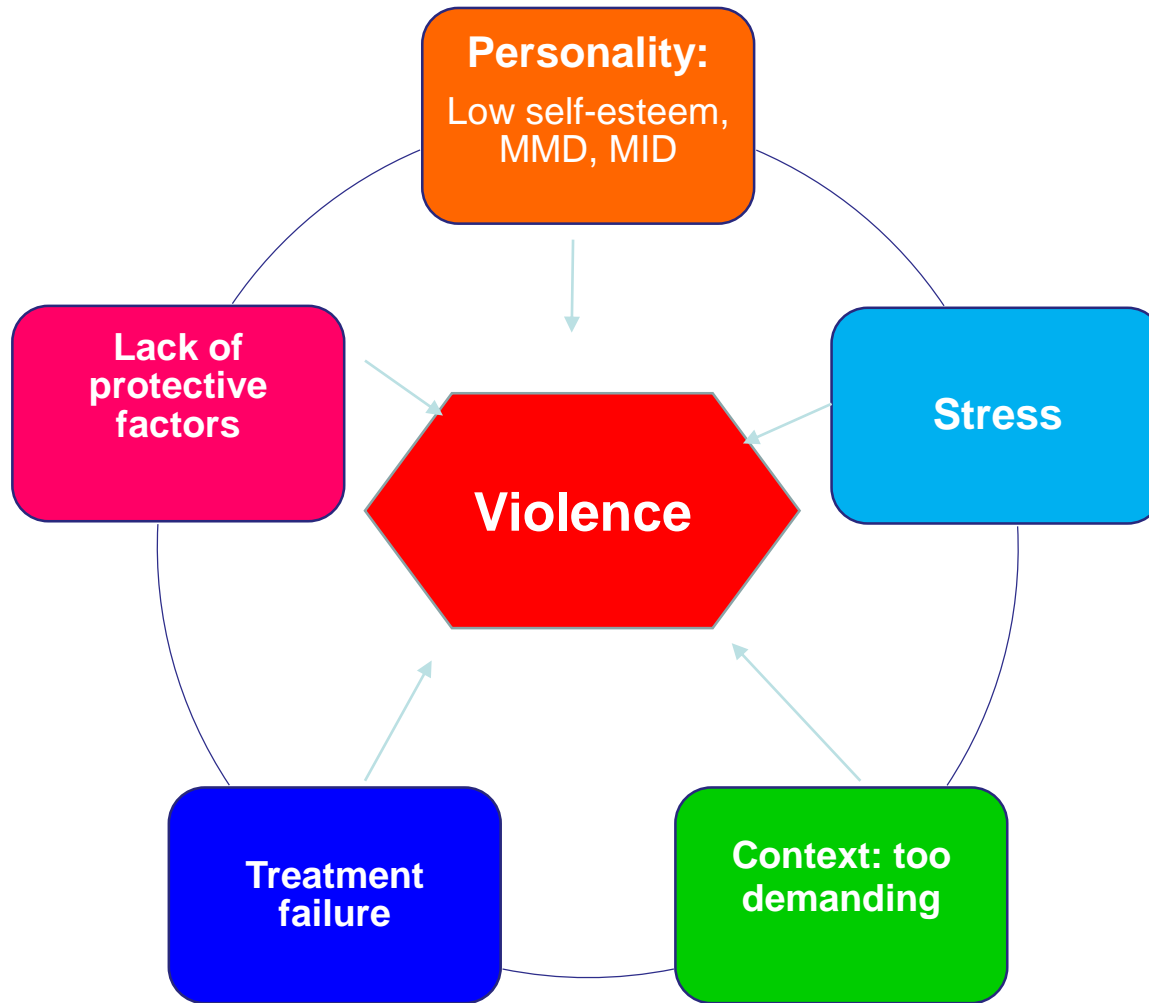 Personality:
Low self-esteem,
MMD, MID
Lack of
protective
factors
Stress
Violence
Treatment
failure
Context: too
demanding